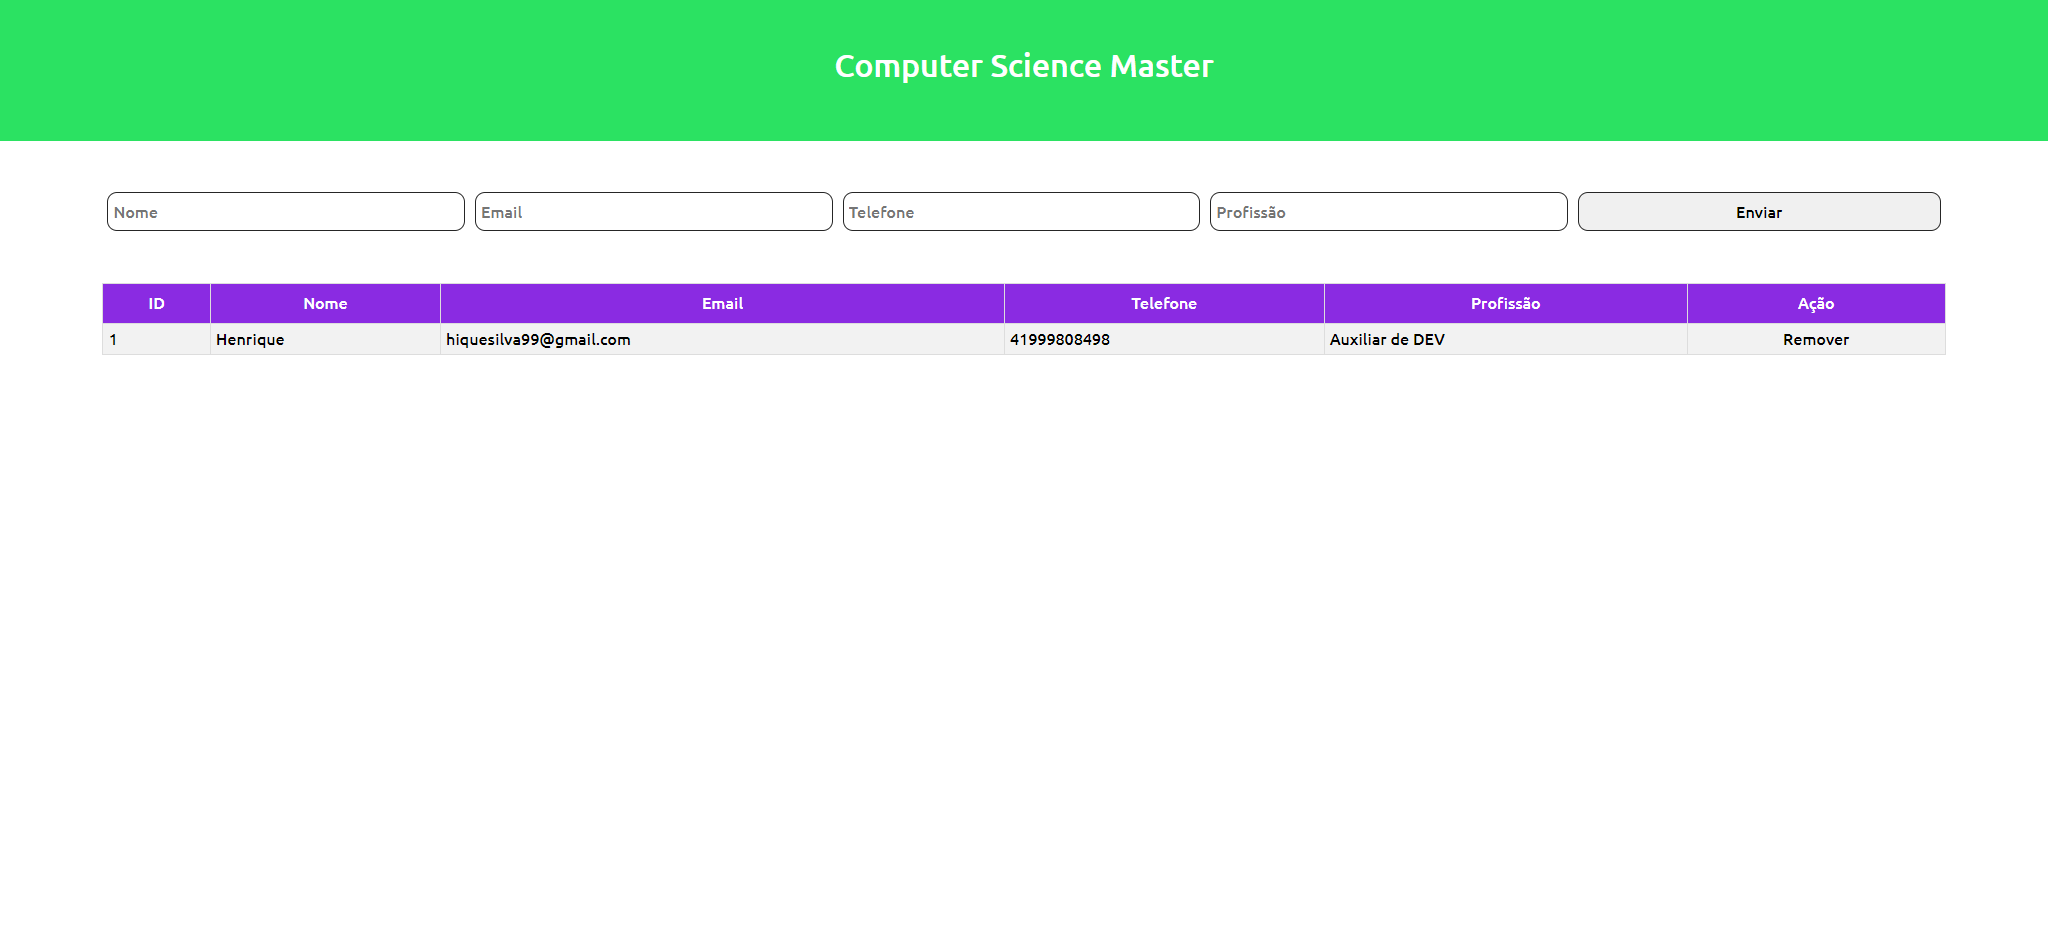 Computer Science Master
Nome Email Telefone Profissão Enviar
ID Nome Email Telefone Profissão Ação
1 Henrique hiquesilva99@gmail.com 41999808498 Auxiliar de DEV Remover